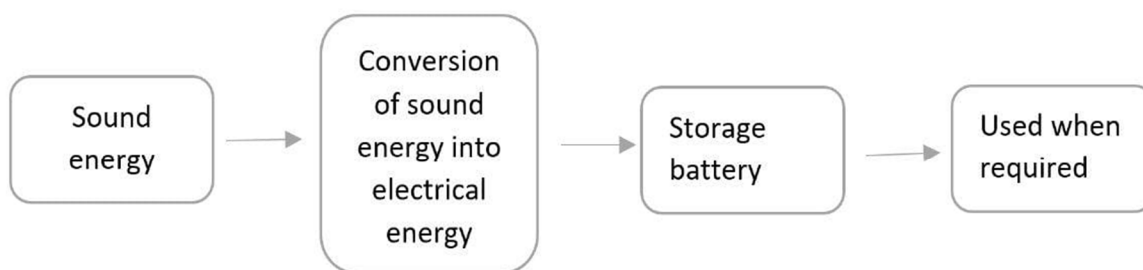 Sound
energy
Conversion
of sound
energy into
electrical
energy
Storage
battery
Used when
required